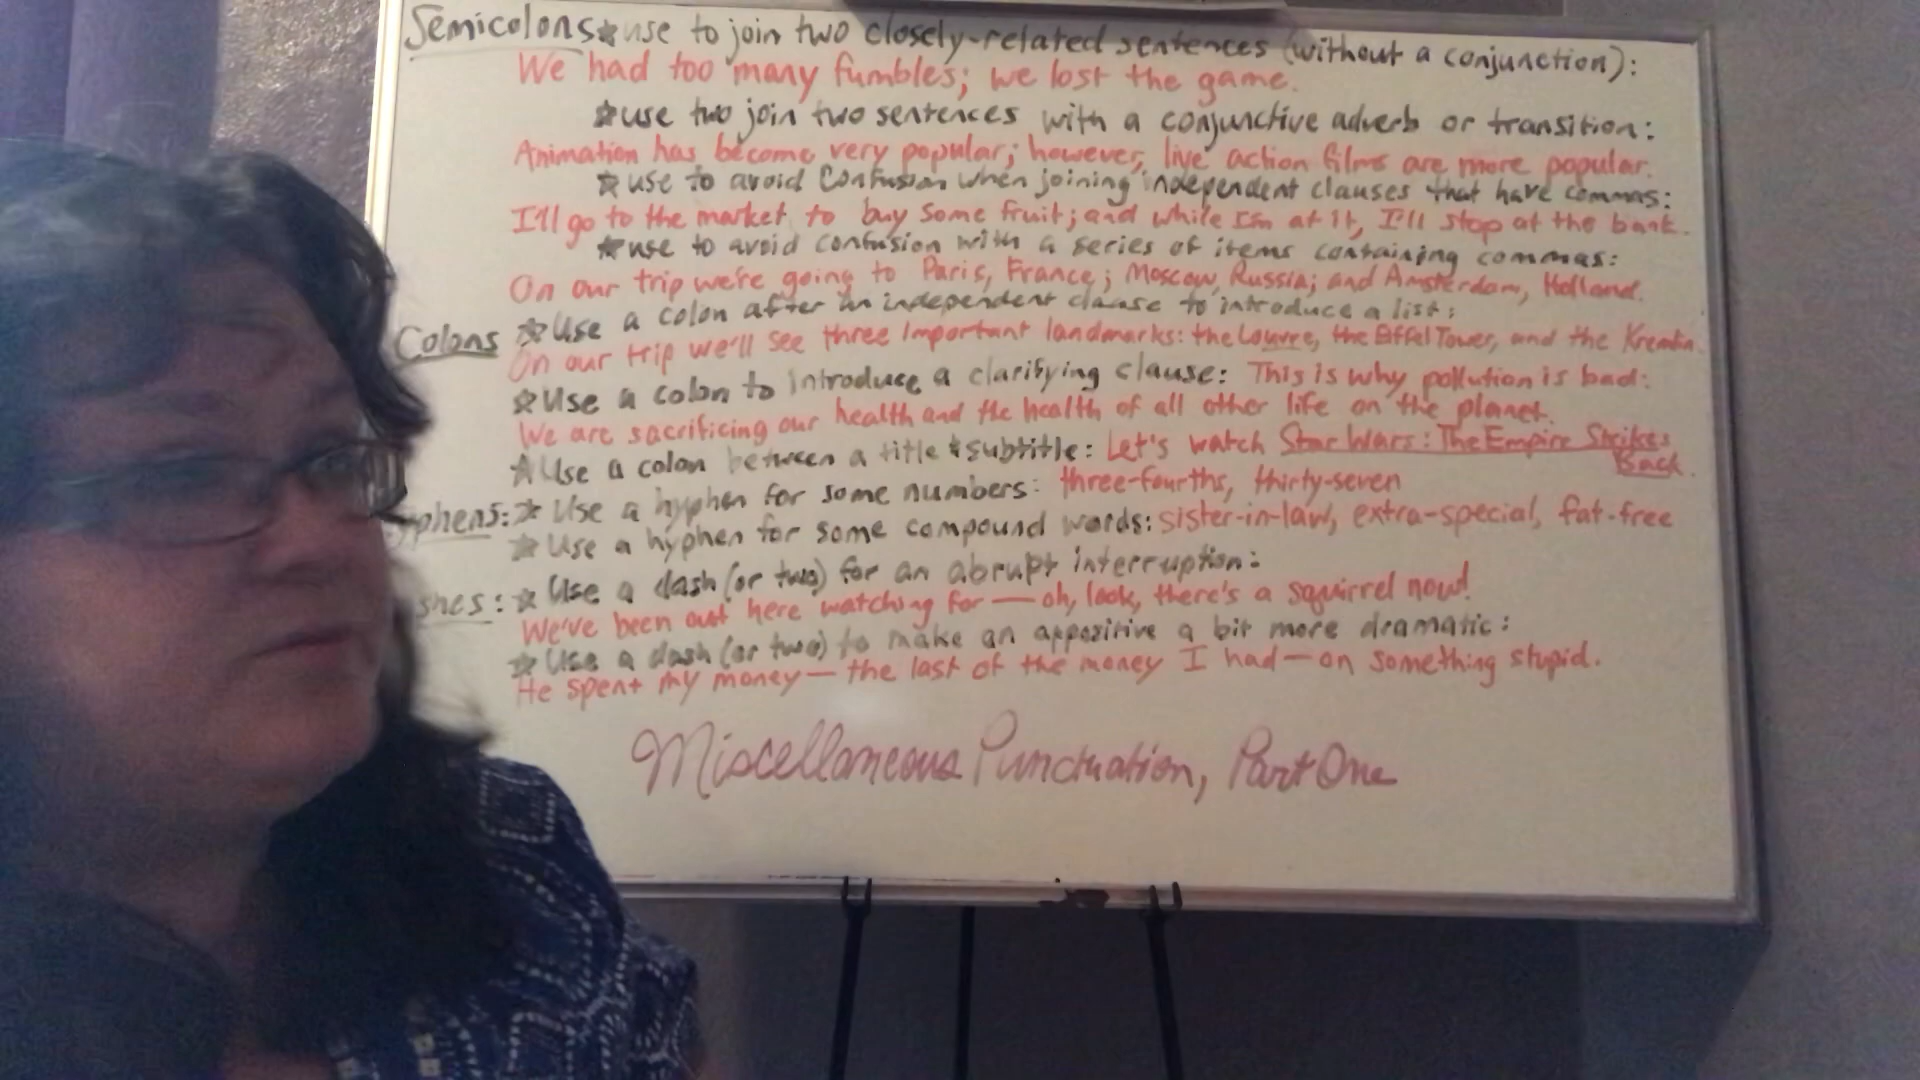 Semicolons ☆use to join two closely-related sentences (without a conjunction):
We had too many fumbles; we lost the game.
☆use two join two sentences with a conjunctive adverb or transition:
Animation has become very popular; however, live action films are more popular.
☆use to avoid confusion when joining independent clauses that have commas:
I'll go to the market to buy some fruit; and while I'm at it, I'll stop at the bank.
☆use to avoid confusion with a series of items containing commas:
On our trip we're going to Paris, France; Moscow, Russia; and Amsterdam, Holland.
Colons ☆Use a colon after an independent clause to introduce a list:
On our trip we'll see three important landmarks: the Louvre, the Eiffel Tower, and the Kremlin.
☆Use a colon to introduce a clarifying clause: This is why pollution is bad:
We are sacrificing our health and the health of all other life on the planet.
☆Use a colon between a title & subtitle: Let's watch Star Wars: The Empire Strikes
Back.
yphens: ☆ Use a hyphen for some numbers: three-fourths, thirty-seven
☆ Use a hyphen for some compound words: sister-in-law, extra-special, fat-free
shes: ☆ Use a dash (or two) for an abrupt interruption:
We've been out here watching for — oh, look, there's a squirrel now!
☆ Use a dash (or two) to make an appositive a bit more dramatic:
He spent my money — the last of the money I had — on something stupid.
Miscellaneous Punctuation, Part One